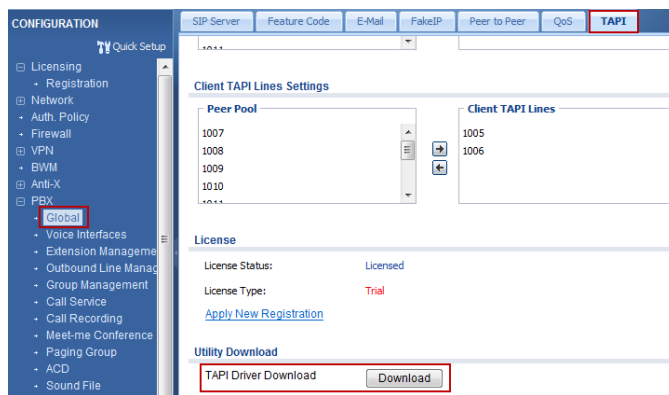 CONFIGURATION
Quick Setup
Licensing
Registration
Network
Auth. Policy
Firewall
VPN
BWM
Anti-X
PBX
Global
Voice Interfaces
Extension Manageme
Outbound Line Manag
Group Management
Call Service
Call Recording
Meet-me Conference
Paging Group
ACD
Sound File
SIP Server Feature Code E-Mail FakeIP Peer to Peer QoS TAPI
1011
Client TAPI Lines Settings
Peer Pool
1007
1008
1009
1010
1011
Client TAPI Lines
1005
1006
License
License Status: Licensed
License Type: Trial
Apply New Registration
Utility Download
TAPI Driver Download Download